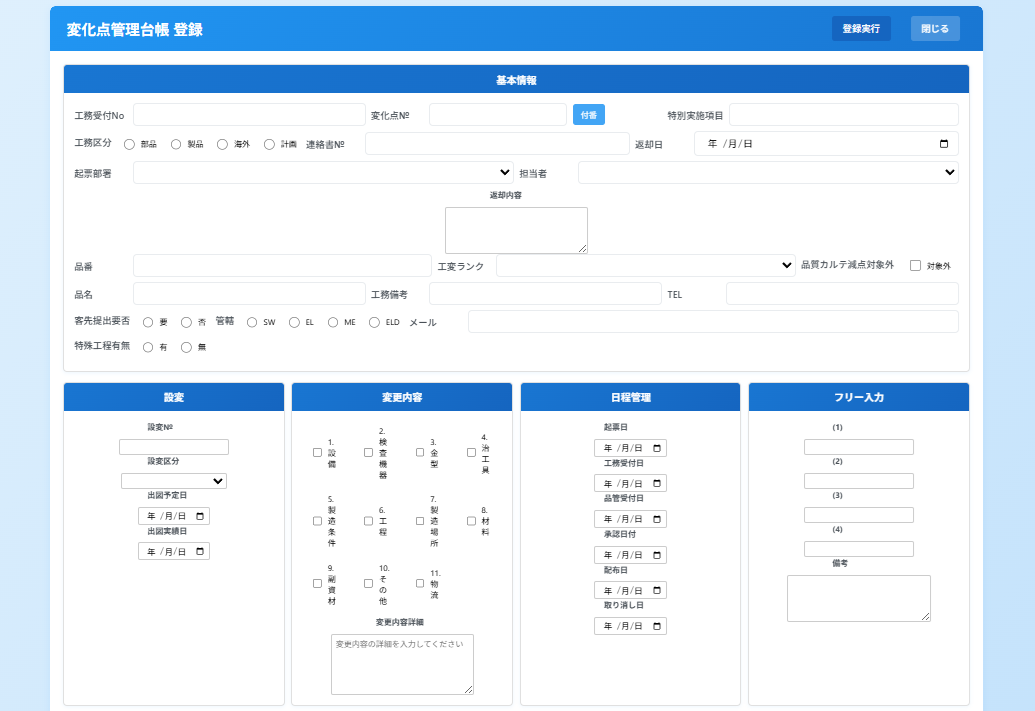 変化点管理台帳 登録
登録実行 閉じる
基本情報
工務受付No 変化点№ 付番 特別実施項目
工務区分 部品 製品 海外 計画 連絡書№ 返却日 年 /月/日
起票部署 担当者
返却内容
品番 工変ランク 品質カルテ減点対象外 対象外
品名 工務備考 TEL
客先提出要否 要 否 管轄 SW EL ME ELD メール
特殊工程有無 有 無
設変
設変№
設変区分
出図予定日
年 /月/日
出図実績日
年 /月/日
変更内容
1.設備
2.検査機器
3.金型
4.治工具
5.製造条件
6.工程
7.製造場所
8.材料
9.副資材
10.その他
11.物流
変更内容詳細
変更内容の詳細を入力してください
日程管理
起票日
年 /月/日
工務受付日
年 /月/日
品管受付日
年 /月/日
承認日付
年 /月/日
配布日
年 /月/日
取り消し日
年 /月/日
フリー入力
(1)
(2)
(3)
(4)
備考